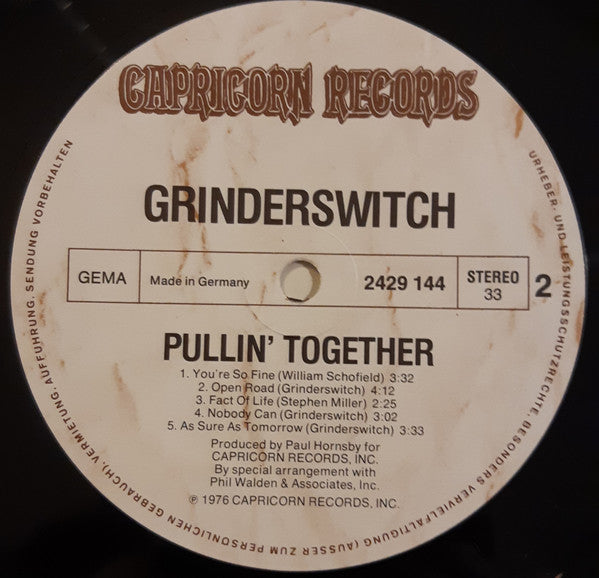 CAPRICORN RECORDS
GRINDERSWITCH
GEMA
Made in Germany
2429 144
STEREO
33
2
PULLIN' TOGETHER
1. You're So Fine (William Schofield) 3:32
2. Open Road (Grinderswitch) 4:12
3. Fact Of Life (Stephen Miller) 2:25
4. Nobody Can (Grinderswitch) 3:02
5. As Sure As Tomorrow (Grinderswitch) 3:33
Produced by Paul Hornsby for
CAPRICORN RECORDS, INC.
By special arrangement with
Phil Walden & Associates, Inc.
℗ 1976 CAPRICORN RECORDS, INC.
URHEBER- UND LEISTUNGSSCHUTZRECHTE, BESONDERS VERVIELFÄLTIGUNG (AUSSER ZUM PERSÖNLICHEN GEBRAUCH), VERMIETUNG, AUFFÜHRUNG, SENDUNG VORBEHALTEN